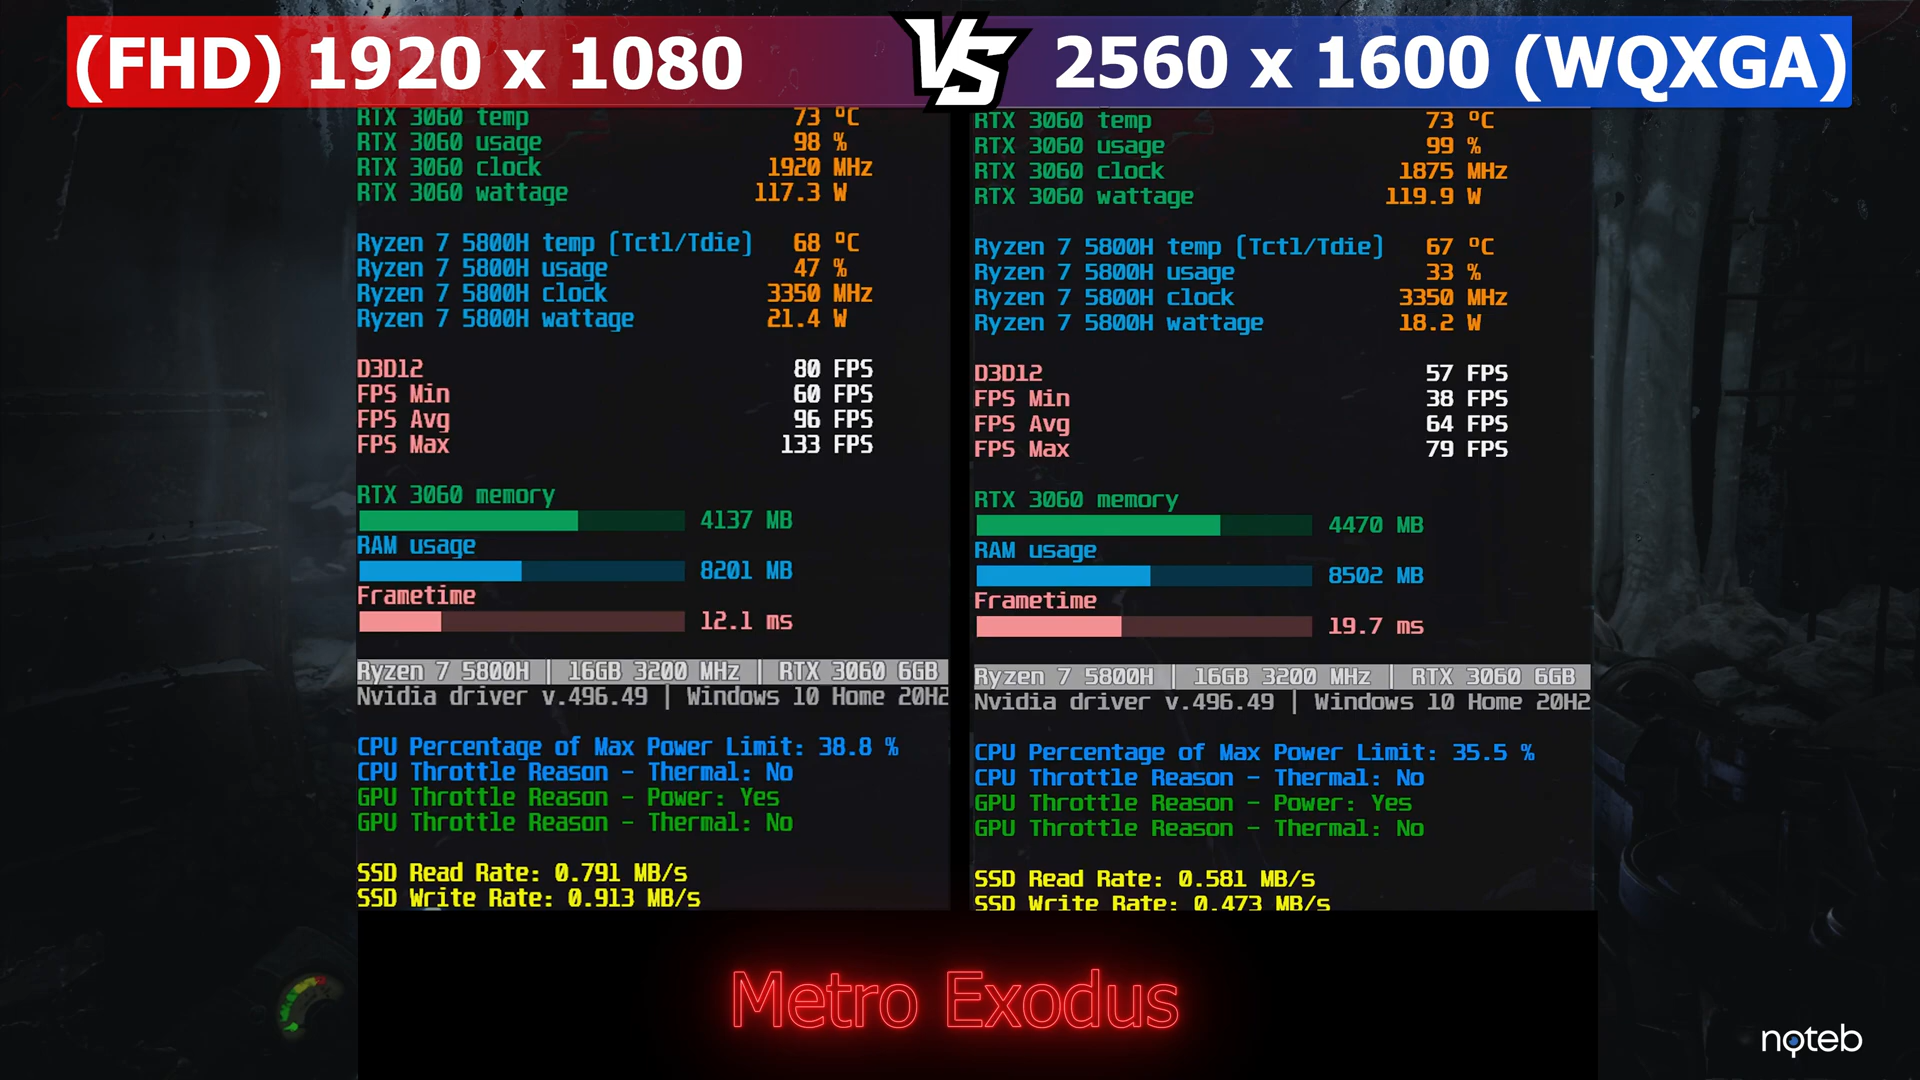 (FHD) 1920 x 1080 VS 2560 x 1600 (WQXGA)
RTX 3060 temp 73 ºC
RTX 3060 usage 98 %
RTX 3060 clock 1920 MHz
RTX 3060 wattage 117.3 W
Ryzen 7 5800H temp (Tctl/Tdie) 68 ºC
Ryzen 7 5800H usage 47 %
Ryzen 7 5800H clock 3350 MHz
Ryzen 7 5800H wattage 21.4 W
D3D12 80 FPS
FPS Min 60 FPS
FPS Avg 96 FPS
FPS Max 133 FPS
RTX 3060 memory
4137 MB
RAM usage
8201 MB
Frametime
12.1 ms
Ryzen 7 5800H | 16GB 3200 MHz | RTX 3060 6GB
Nvidia driver v.496.49 | Windows 10 Home 20H2
CPU Percentage of Max Power Limit: 38.8 %
CPU Throttle Reason - Thermal: No
GPU Throttle Reason - Power: Yes
GPU Throttle Reason - Thermal: No
SSD Read Rate: 0.791 MB/s
SSD Write Rate: 0.913 MB/s
RTX 3060 temp 73 ºC
RTX 3060 usage 99 %
RTX 3060 clock 1875 MHz
RTX 3060 wattage 119.9 W
Ryzen 7 5800H temp (Tctl/Tdie) 67 ºC
Ryzen 7 5800H usage 33 %
Ryzen 7 5800H clock 3350 MHz
Ryzen 7 5800H wattage 18.2 W
D3D12 57 FPS
FPS Min 38 FPS
FPS Avg 64 FPS
FPS Max 79 FPS
RTX 3060 memory
4470 MB
RAM usage
8502 MB
Frametime
19.7 ms
Ryzen 7 5800H | 16GB 3200 MHz | RTX 3060 6GB
Nvidia driver v.496.49 | Windows 10 Home 20H2
CPU Percentage of Max Power Limit: 35.5 %
CPU Throttle Reason - Thermal: No
GPU Throttle Reason - Power: Yes
GPU Throttle Reason - Thermal: No
SSD Read Rate: 0.581 MB/s
SSD Write Rate: 0.473 MB/s
Metro Exodus
noteb